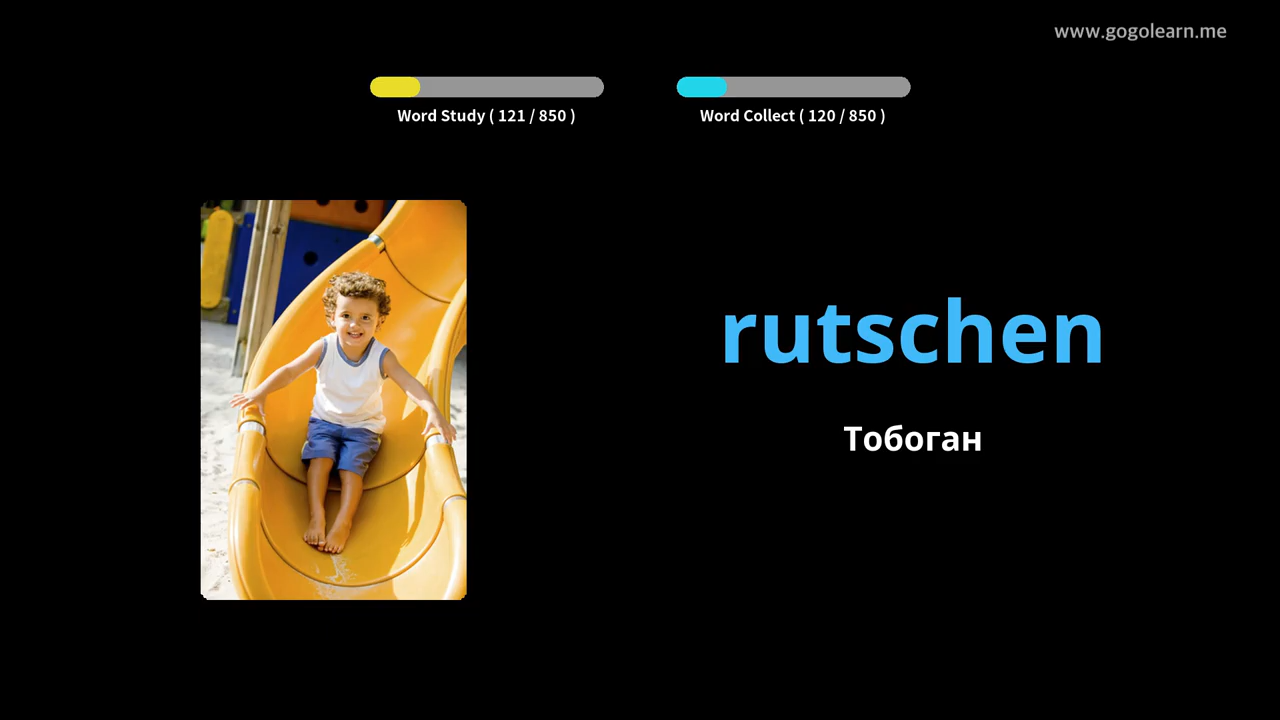 www.gogolearn.me
Word Study ( 121 / 850 )
Word Collect ( 120 / 850 )
rutschen
Тобоган